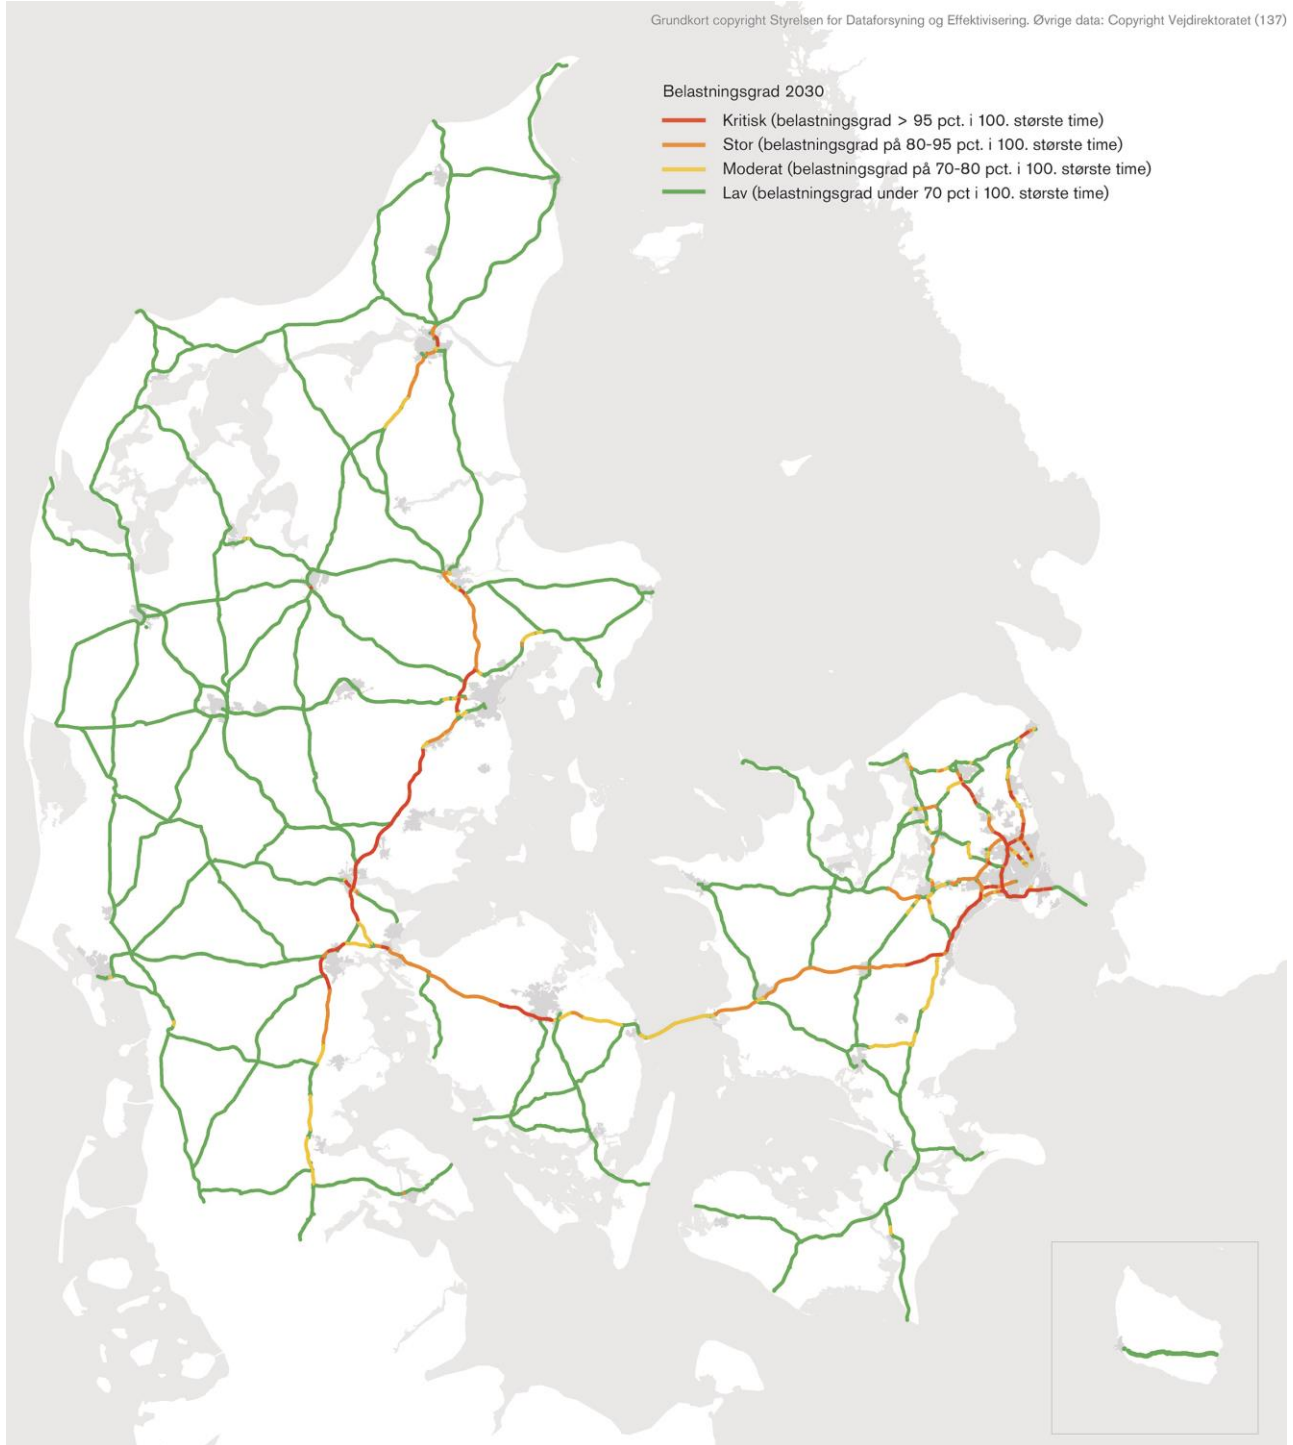 Grundkort copyright Styrelsen for Dataforsyning og Effektivisering. Øvrige data: Copyright Vejdirektoratet (137)
Belastningsgrad 2030
Kritisk (belastningsgrad > 95 pct. i 100. største time)
Stor (belastningsgrad på 80-95 pct. i 100. største time)
Moderat (belastningsgrad på 70-80 pct. i 100. største time)
Lav (belastningsgrad under 70 pct i 100. største time)